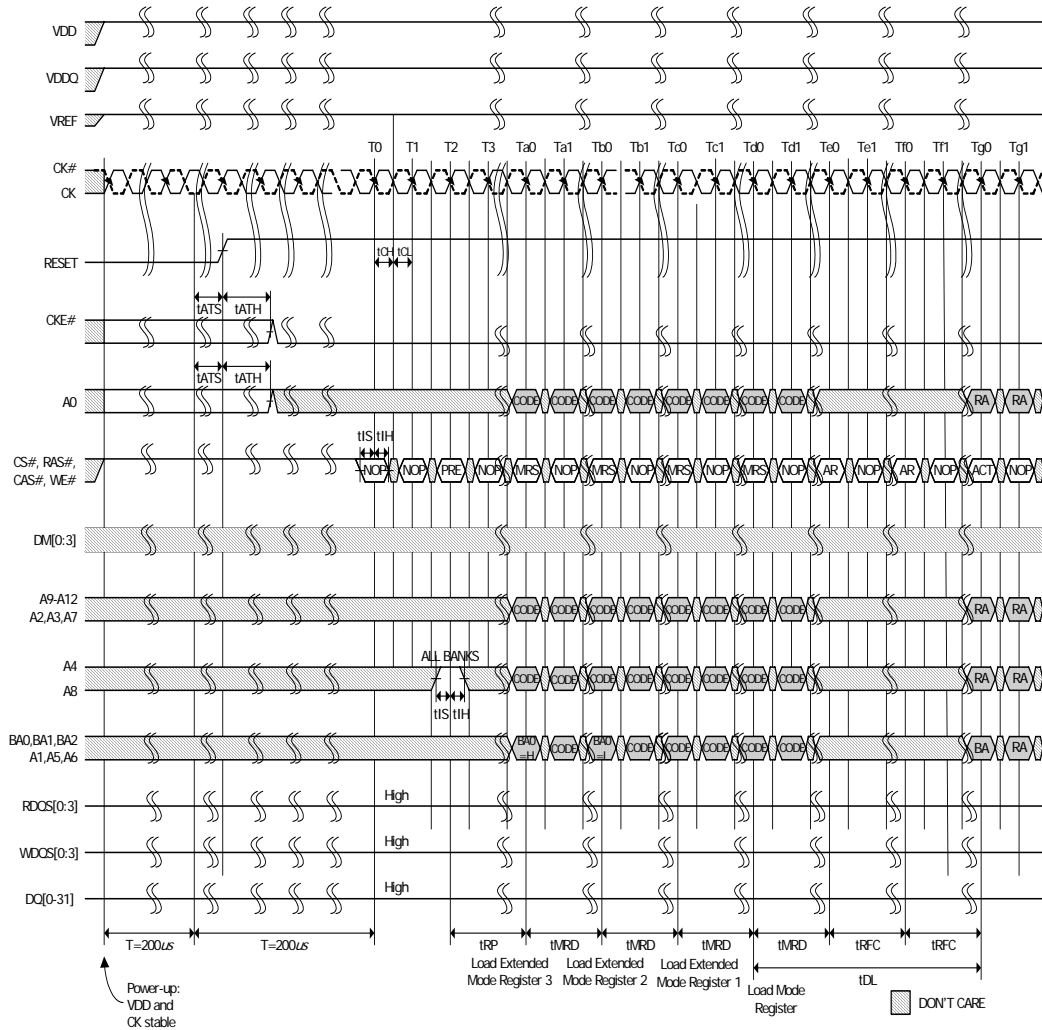 VDD
VDDQ
VREF
T0 T1 T2 T3 Ta0 Ta1 Tb0 Tb1 Tc0 Tc1 Td0 Td1 Te0 Te1 Tf0 Tf1 Tg0 Tg1
CK#
CK
RESET
tCH tCL
tATS tATH
CKE#
tATS tATH
A0
CODE CODE CODE CODE CODE CODE CODE CODE RA RA
tIS tIH
CS#, RAS#,
CAS#, WE#
NOP NOP PRE NOP MRS NOP MRS NOP MRS NOP MRS NOP AR NOP AR NOP ACT NOP
DM[0:3]
A9-A12
A2,A3,A7
CODE CODE CODE CODE CODE CODE CODE CODE RA RA
ALL BANKS
A4
A8
CODE CODE CODE CODE CODE CODE CODE CODE RA RA
tIS tIH
BA0,BA1,BA2
A1,A5,A6
BA0 =H CODE BA0 CODE CODE CODE CODE CODE BA RA
RDQS[0:3]
High
WDQS[0:3]
High
DQ[0-31]
High
T=200us T=200us
tRP tMRD tMRD tMRD tMRD tRFC tRFC
Load Extended
Mode Register 3
Load Extended
Mode Register 2
Load Extended
Mode Register 1
Load Mode
Register
tDL
Power-up:
VDD and
CK stable
DON'T CARE